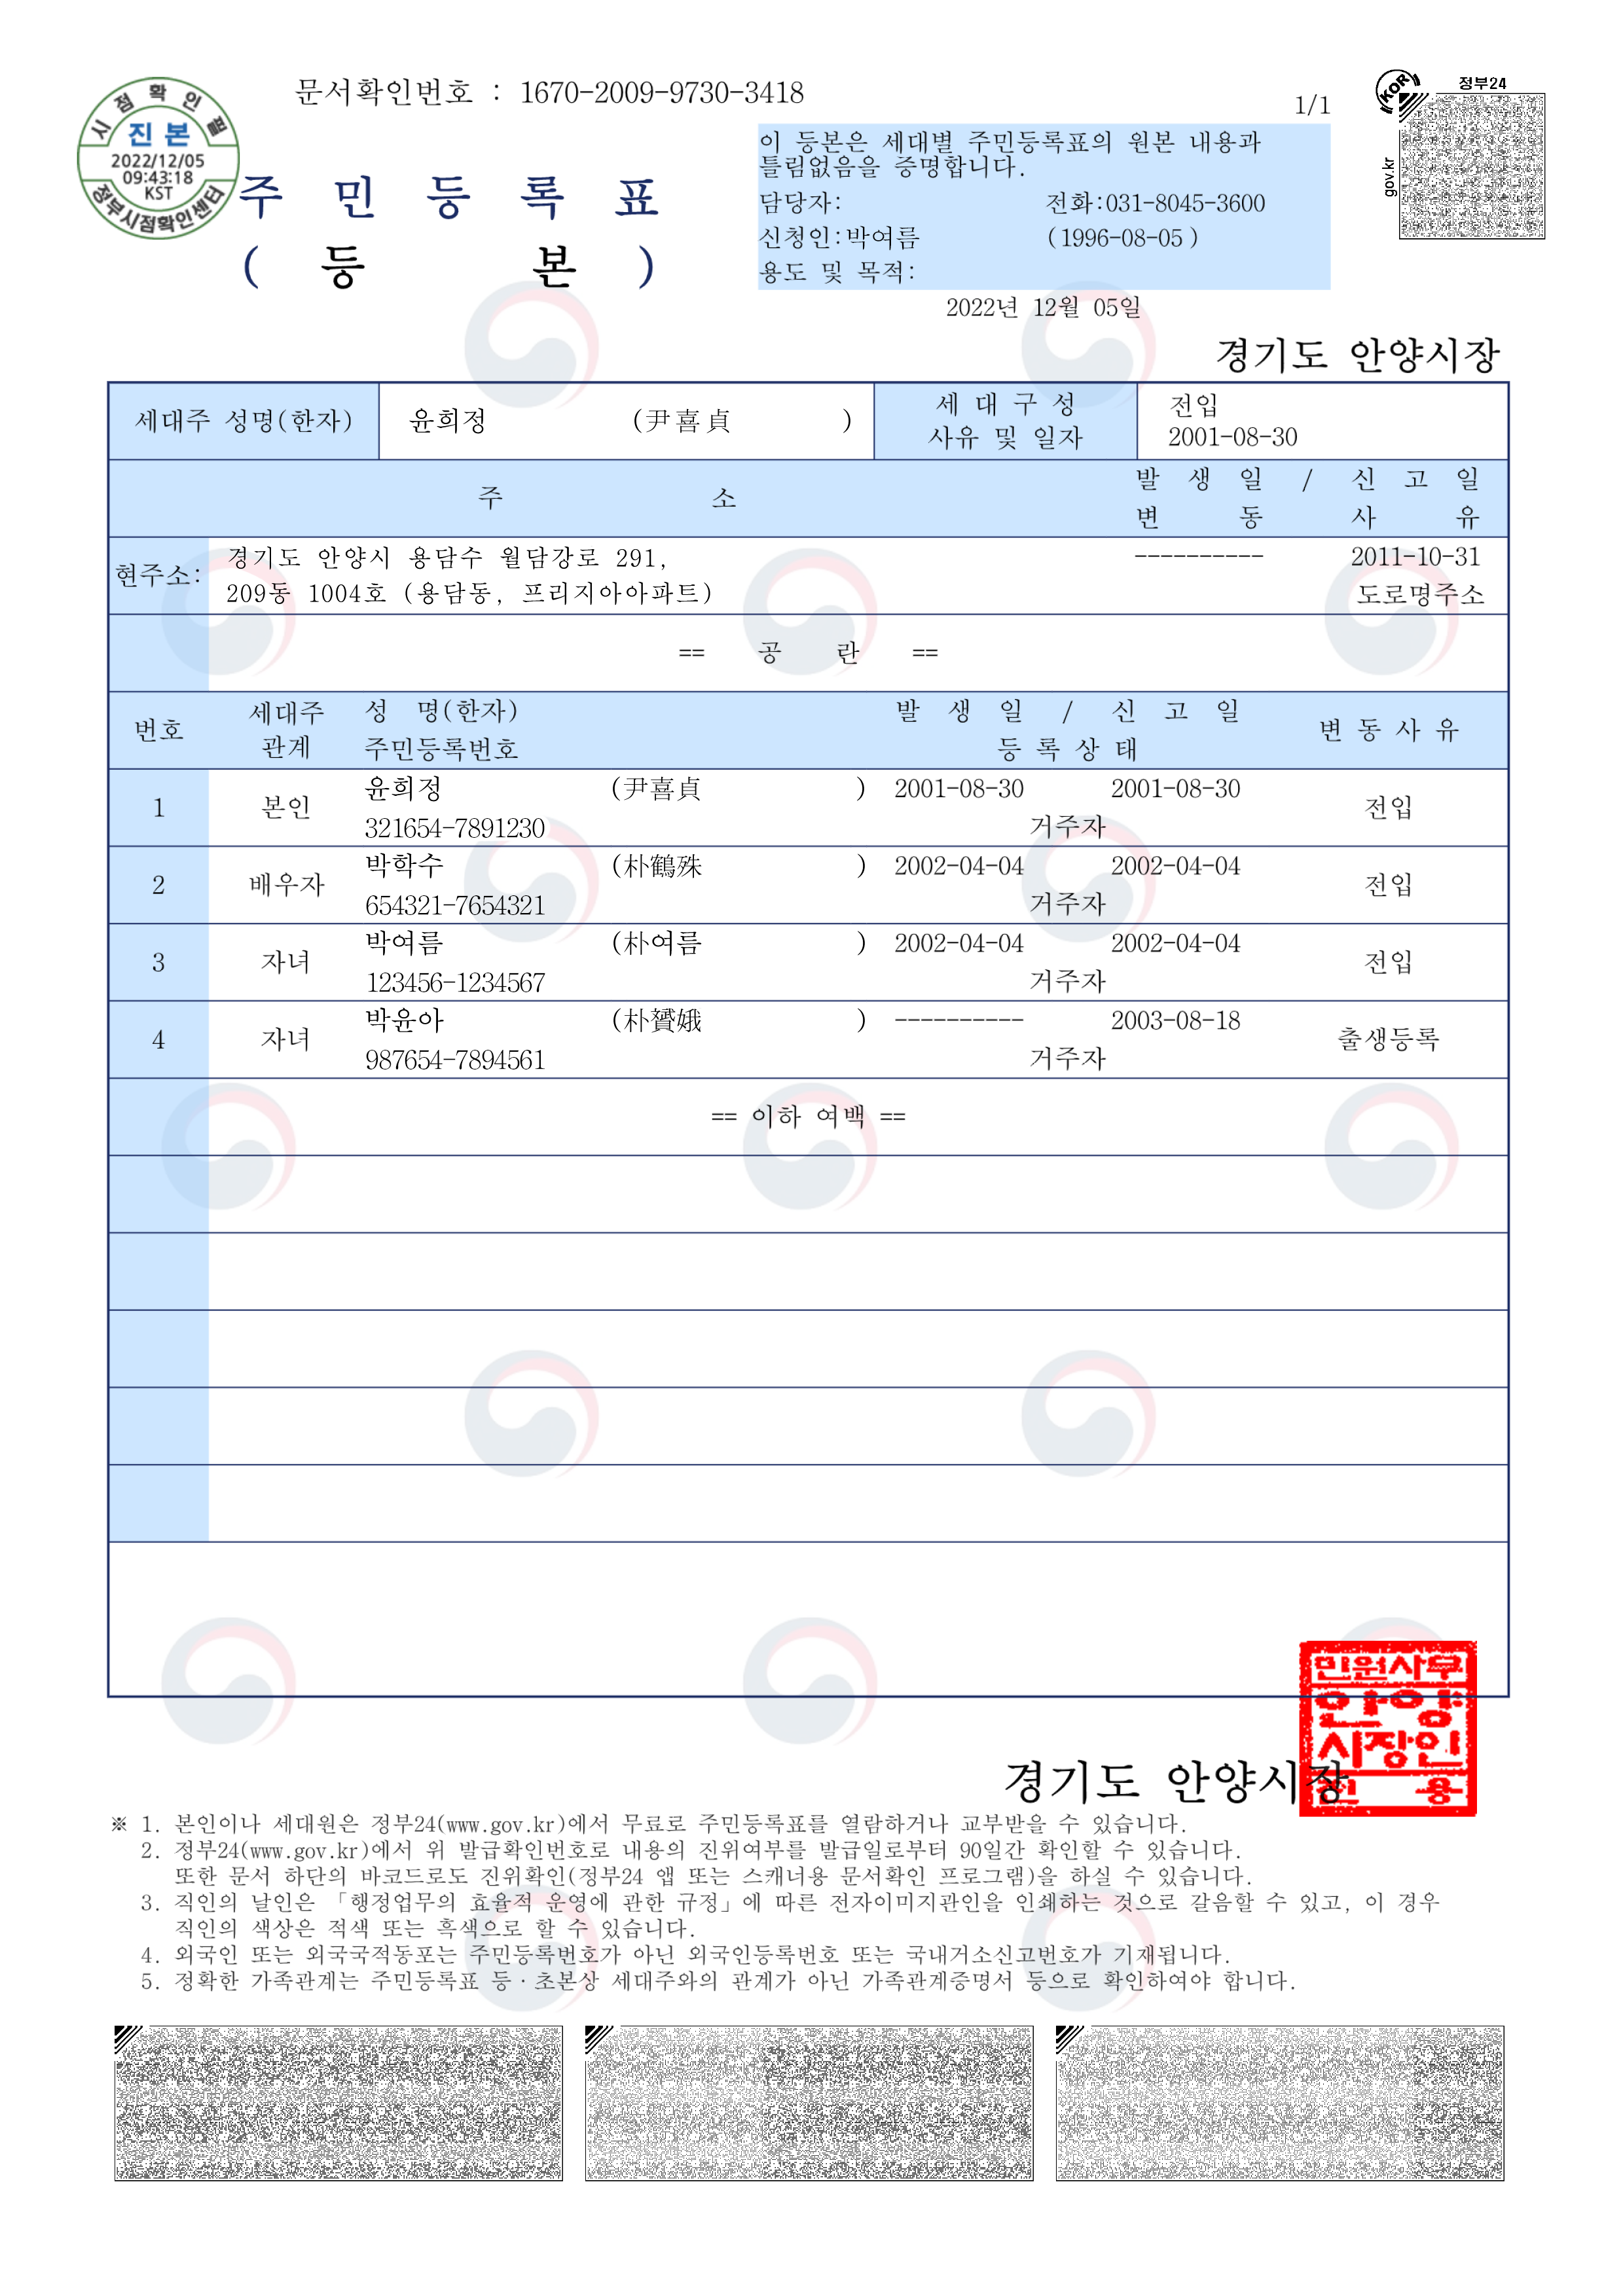 문서확인번호 : 1670-2009-9730-3418
시 점 확 인 필
진 본
2022/12/05
09:43:18
KST
정부시점확인센터
1/1
정부24
KOR
gov.kr
주 민 등 록 표
( 등 본 )
이 등본은 세대별 주민등록표의 원본 내용과
틀림없음을 증명합니다.
담당자: 전화:031-8045-3600
신청인:박여름 (1996-08-05 )
용도 및 목적:
2022년 12월 05일
경기도 안양시장
세대주 성명(한자) 윤희정 (尹喜貞 ) 세 대 구 성 사유 및 일자 전입 2001-08-30
주 소 발 생 일 / 신 고 일
변 동 사 유
현주소: 경기도 안양시 용담수 월담강로 291, ---------- 2011-10-31
209동 1004호 (용담동, 프리지아아파트) 도로명주소
== 공 란 ==
번호 세대주 관계 성 명(한자) 주민등록번호 발 생 일 / 신 고 일 등 록 상 태 변 동 사 유
1 본인 윤희정 (尹喜貞 ) 2001-08-30 2001-08-30 전입
321654-7891230 거주자
2 배우자 박학수 (朴鶴殊 ) 2002-04-04 2002-04-04 전입
654321-7654321 거주자
3 자녀 박여름 (朴여름 ) 2002-04-04 2002-04-04 전입
123456-1234567 거주자
4 자녀 박윤아 (朴贇娥 ) ---------- 2003-08-18 출생등록
987654-7894561 거주자
== 이하 여백 ==
민원사무
안양
시장인
전 용
경기도 안양시장
※ 1. 본인이나 세대원은 정부24(www.gov.kr)에서 무료로 주민등록표를 열람하거나 교부받을 수 있습니다.
2. 정부24(www.gov.kr)에서 위 발급확인번호로 내용의 진위여부를 발급일로부터 90일간 확인할 수 있습니다.
또한 문서 하단의 바코드로도 진위확인(정부24 앱 또는 스캐너용 문서확인 프로그램)을 하실 수 있습니다.
3. 직인의 날인은 「행정업무의 효율적 운영에 관한 규정」에 따른 전자이미지관인을 인쇄하는 것으로 갈음할 수 있고, 이 경우
직인의 색상은 적색 또는 흑색으로 할 수 있습니다.
4. 외국인 또는 외국국적동포는 주민등록번호가 아닌 외국인등록번호 또는 국내거소신고번호가 기재됩니다.
5. 정확한 가족관계는 주민등록표 등·초본상 세대주와의 관계가 아닌 가족관계증명서 등으로 확인하여야 합니다.